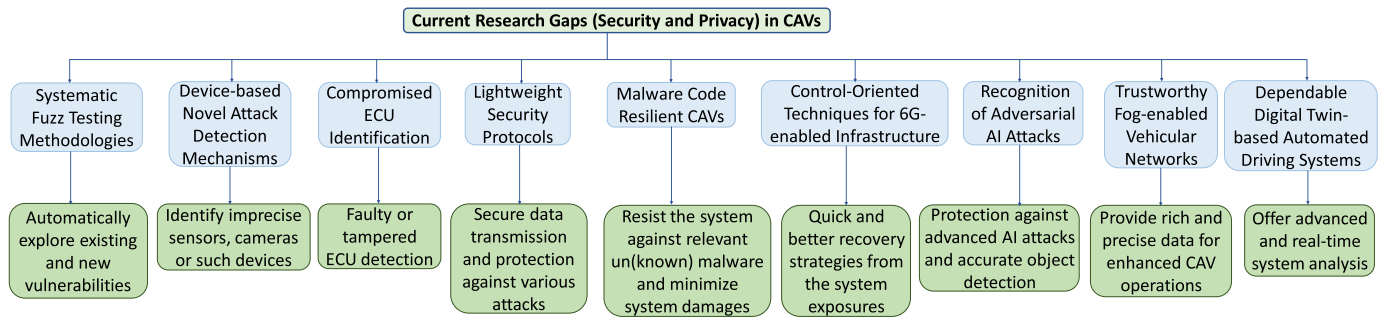 Current Research Gaps (Security and Privacy) in CAVs
Systematic
Fuzz Testing
Methodologies
Device-based
Novel Attack
Detection
Mechanisms
Compromised
ECU
Identification
Lightweight
Security
Protocols
Malware Code
Resilient CAVs
Control-Oriented
Techniques for 6G-
enabled Infrastructure
Recognition
of Adversarial
AI Attacks
Trustworthy
Fog-enabled
Vehicular
Networks
Dependable
Digital Twin-
based Automated
Driving Systems
Automatically
explore existing
and new
vulnerabilities
Identify imprecise
sensors, cameras
or such devices
Faulty or
tampered
ECU detection
Secure data
transmission
and protection
against various
attacks
Resist the system
against relevant
un(known) malware
and minimize
system damages
Quick and
better recovery
strategies from
the system
exposures
Protection against
advanced AI attacks
and accurate object
detection
Provide rich and
precise data for
enhanced CAV
operations
Offer advanced
and real-time
system analysis